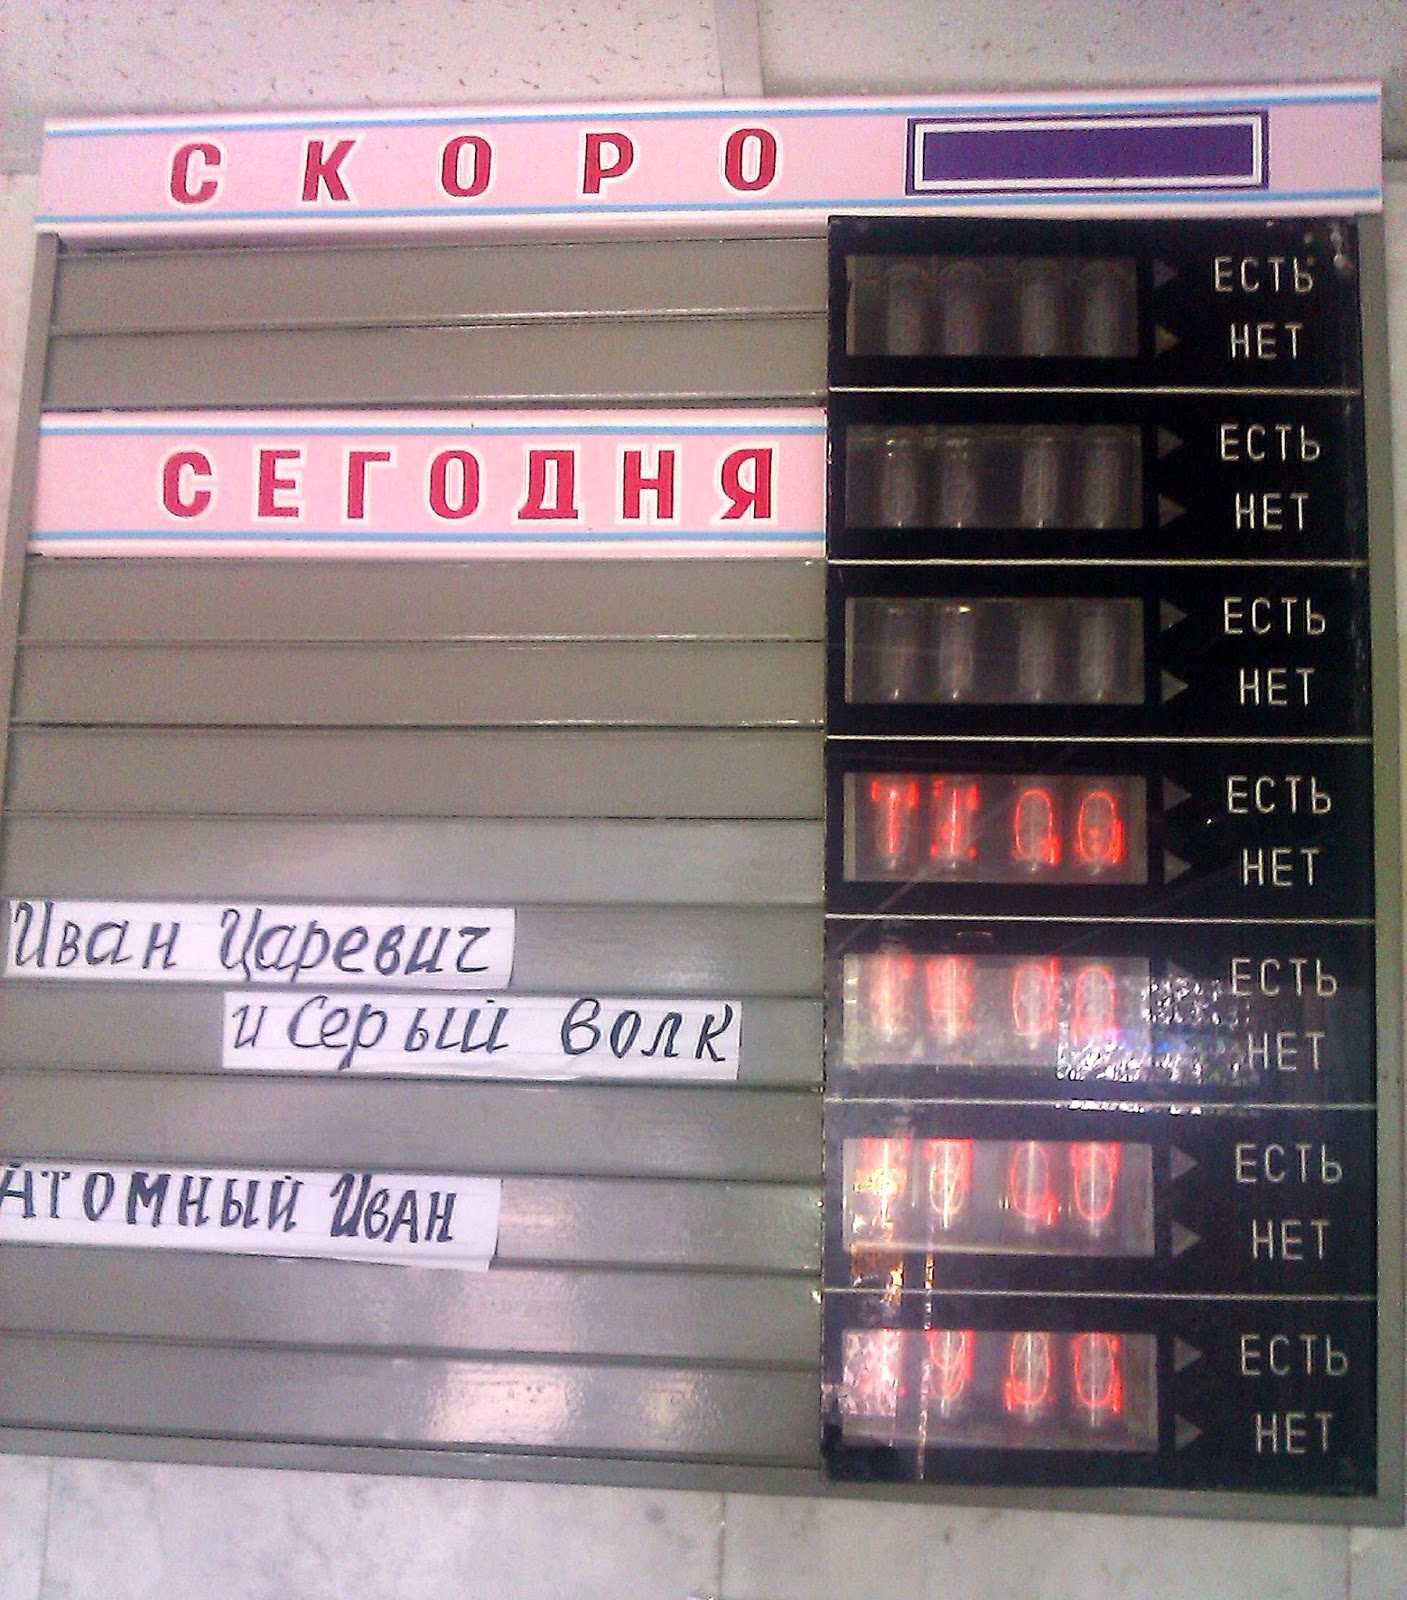 СКОРО
ЕСТЬ
НЕТ
СЕГОДНЯ
ЕСТЬ
НЕТ
ЕСТЬ
НЕТ
ЕСТЬ
НЕТ
Иван Царевич
ЕСТЬ
и Серый Волк
НЕТ
Атомный Иван
ЕСТЬ
НЕТ
ЕСТЬ
НЕТ